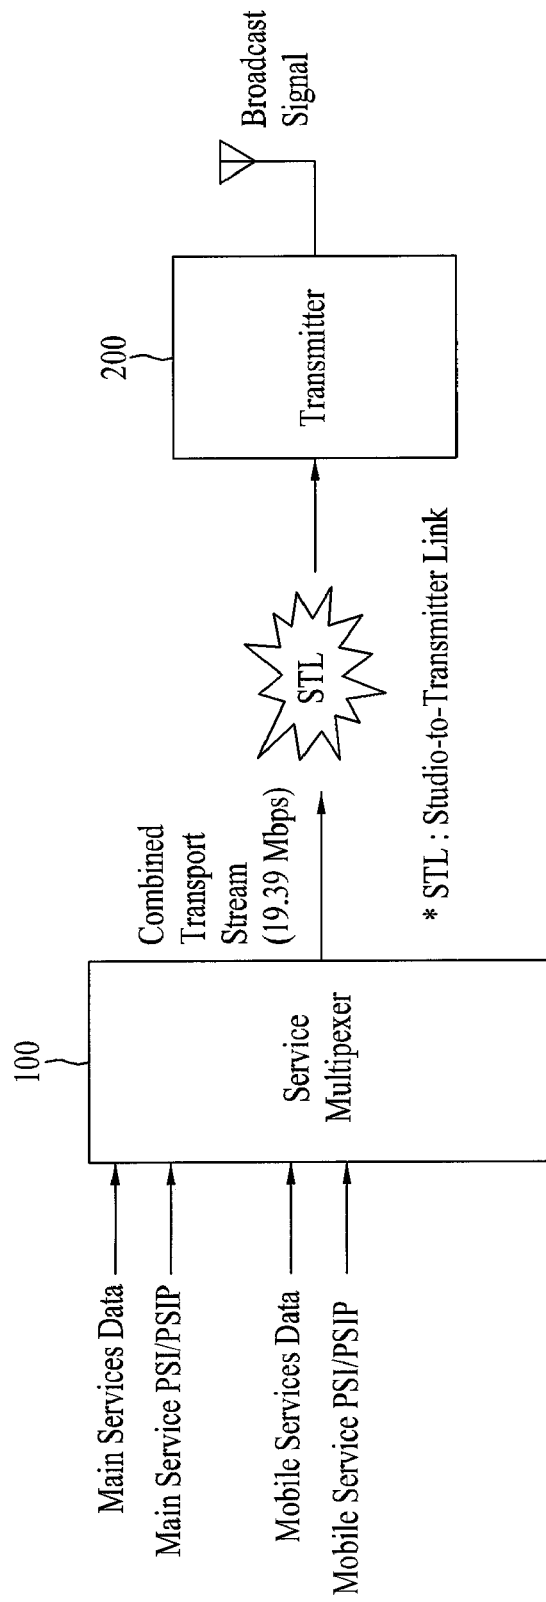 Main Services Data
Main Service PSI/PSIP
Mobile Services Data
Mobile Service PSI/PSIP
100
Service
Multipexer
Combined
Transport
Stream
(19.39 Mbps)
STL
200
Transmitter
Broadcast
Signal
* STL : Studio-to-Transmitter Link